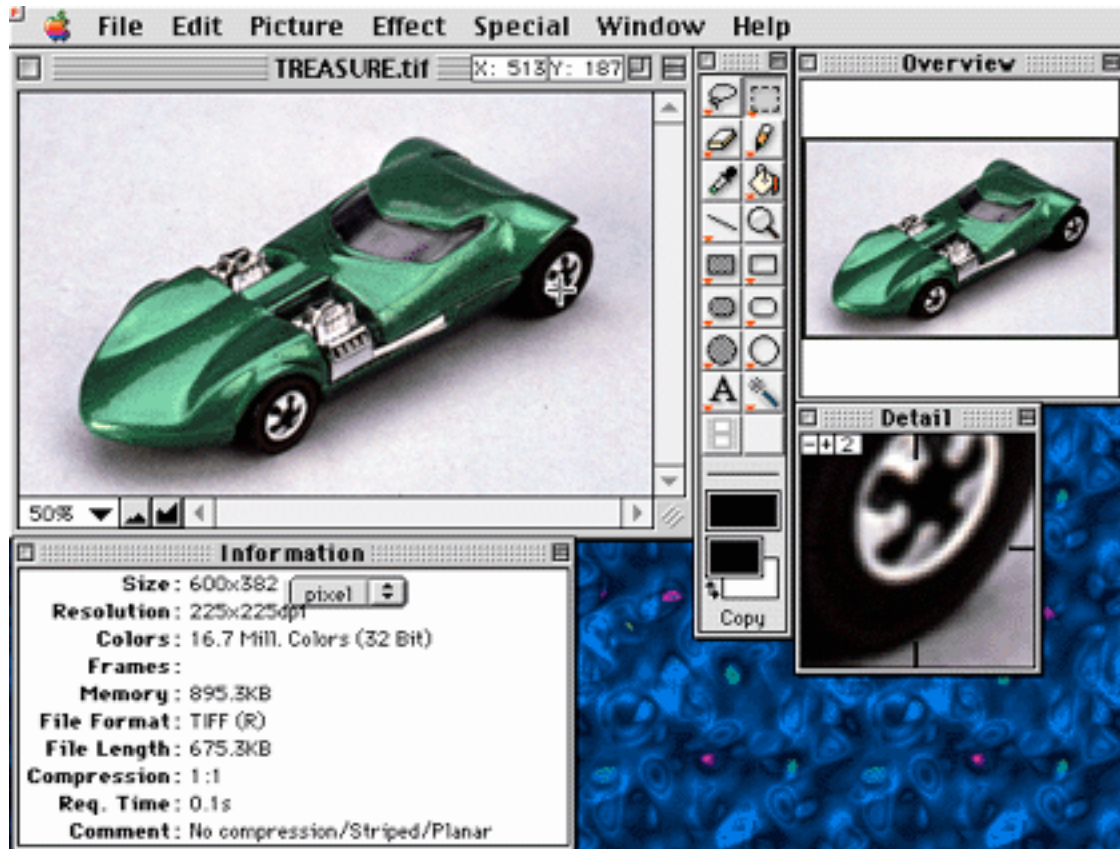 File Edit Picture Effect Special Window Help
TREASURE.tif X: 513 Y: 187
Overview
A
Detail
-+2
50%
Copy
Information
Size: 600x382 pixel
Resolution: 225x225dpi
Colors: 16.7 Mill. Colors (32 Bit)
Frames:
Memory: 895.3KB
File Format: TIFF (R)
File Length: 675.3KB
Compression: 1:1
Req. Time: 0.1s
Comment: No compression/Striped/Planar